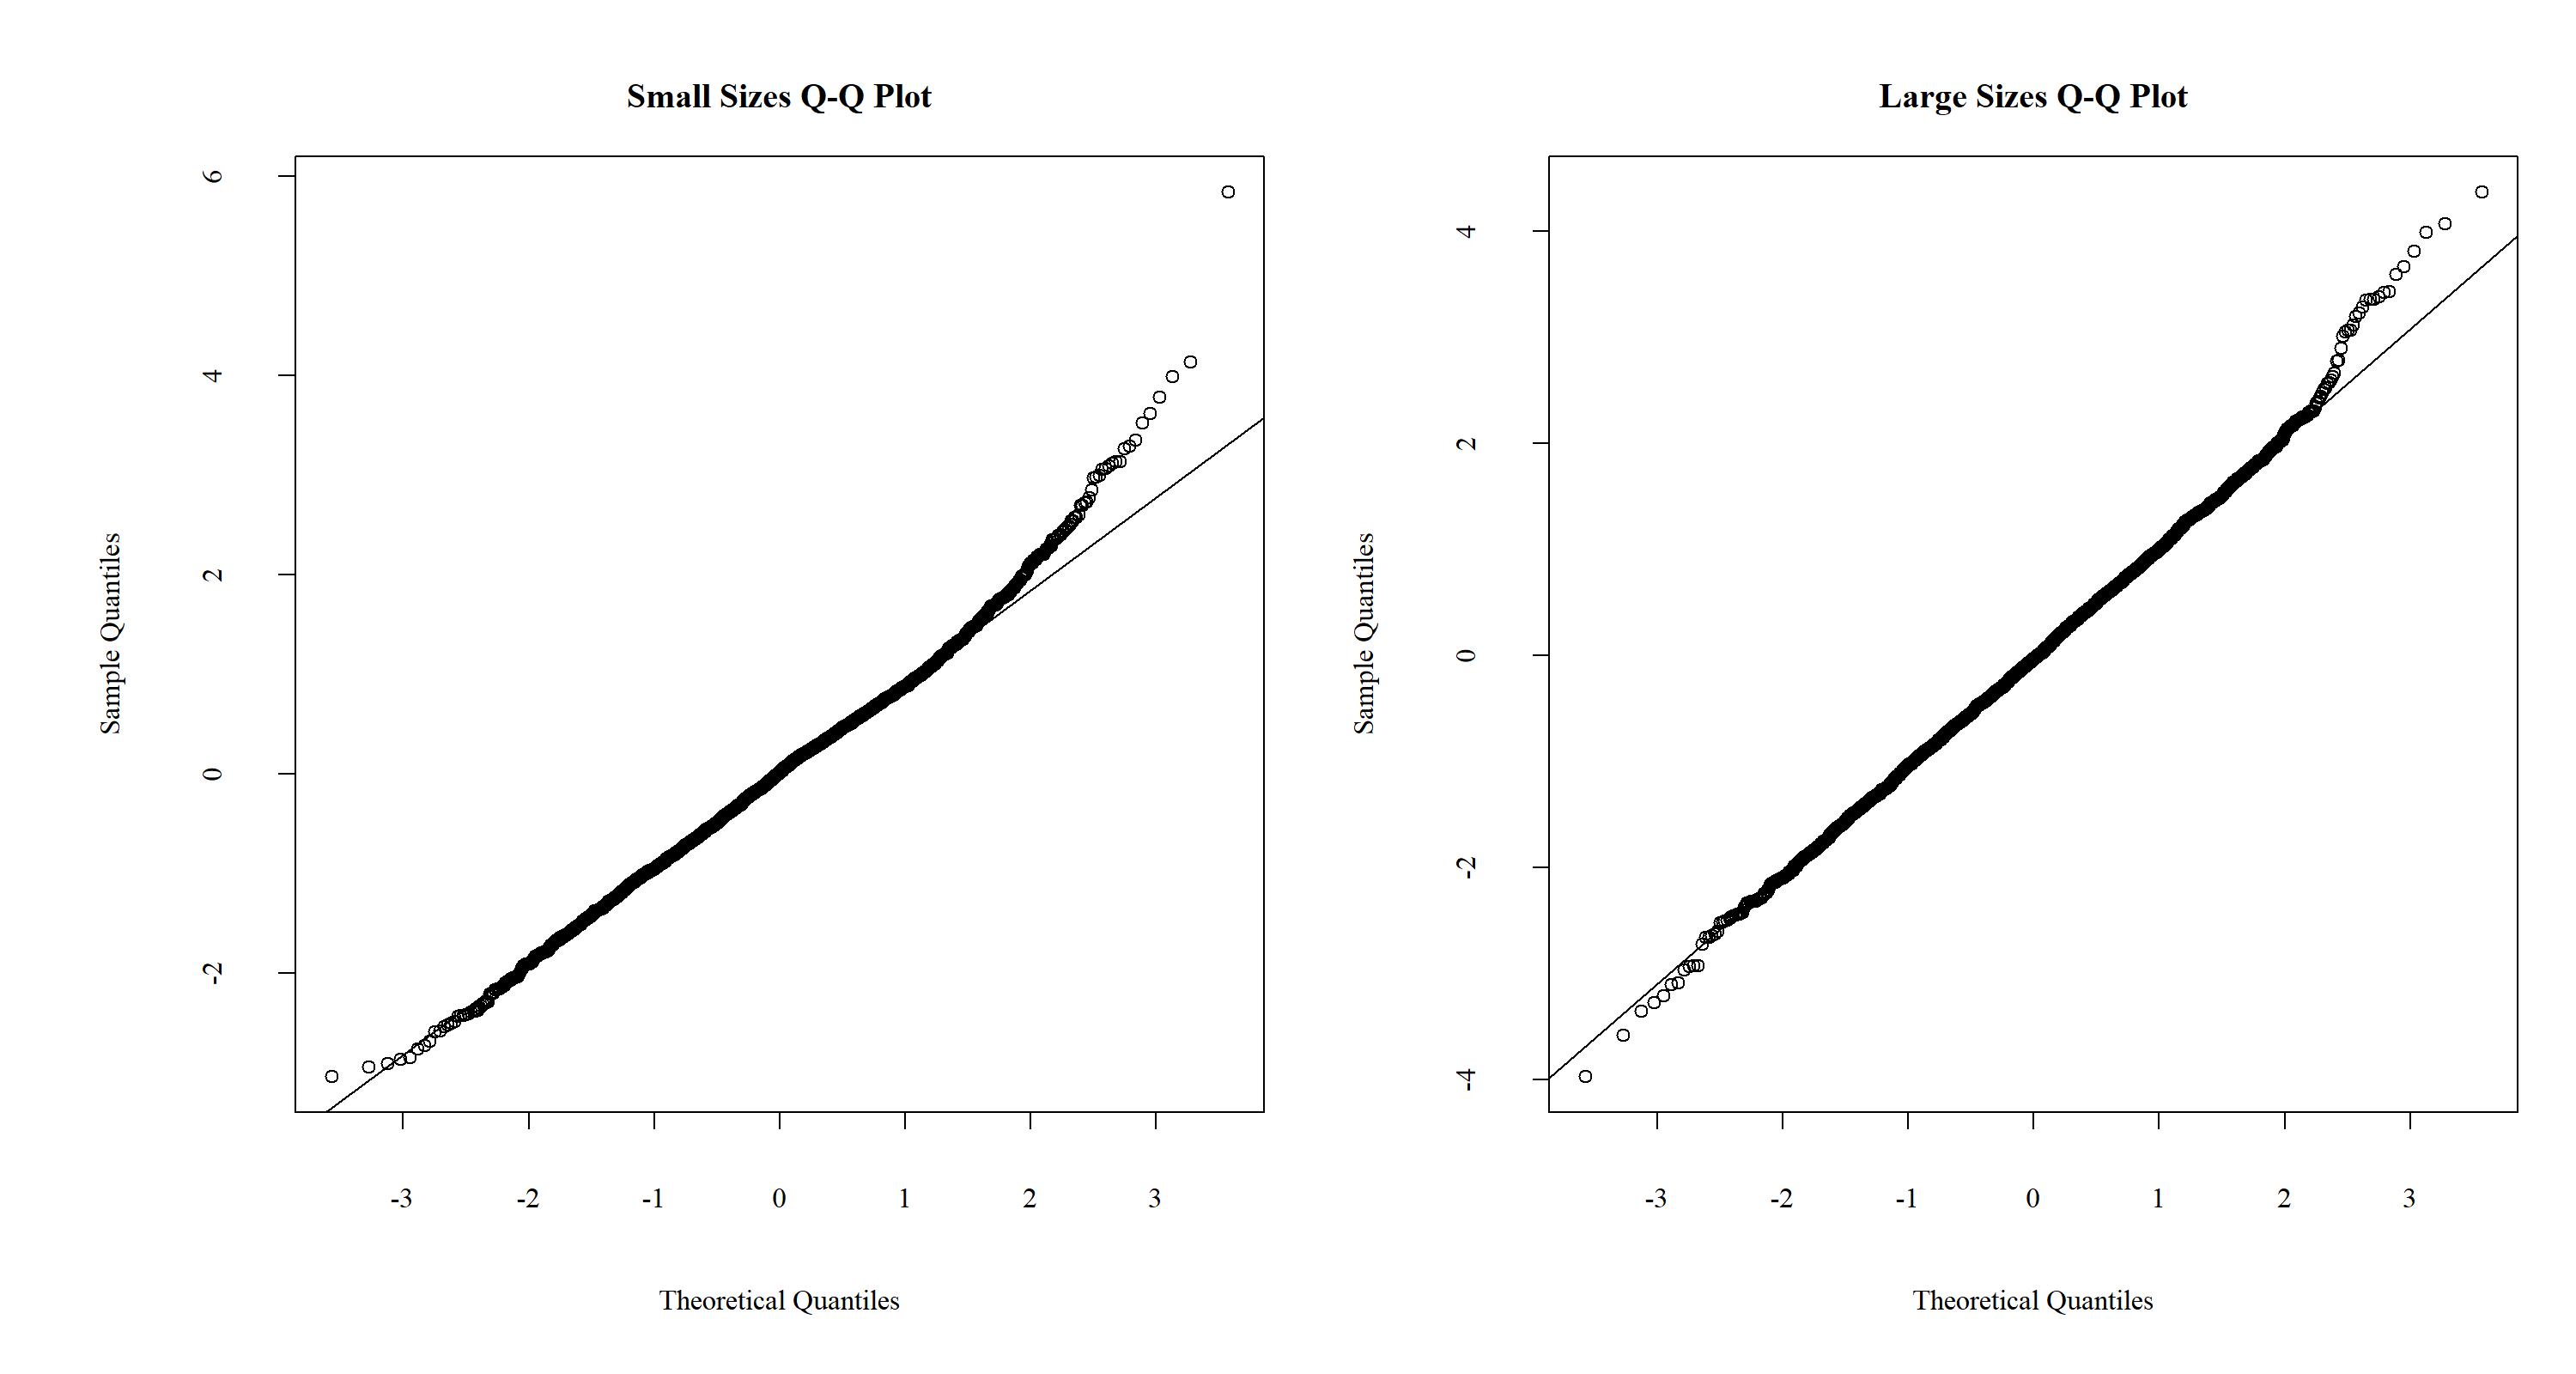 Small Sizes Q-Q Plot
6
4
2
0
-2
Sample Quantiles
-3 -2 -1 0 1 2 3
Theoretical Quantiles
Large Sizes Q-Q Plot
4
2
0
-2
-4
Sample Quantiles
-3 -2 -1 0 1 2 3
Theoretical Quantiles